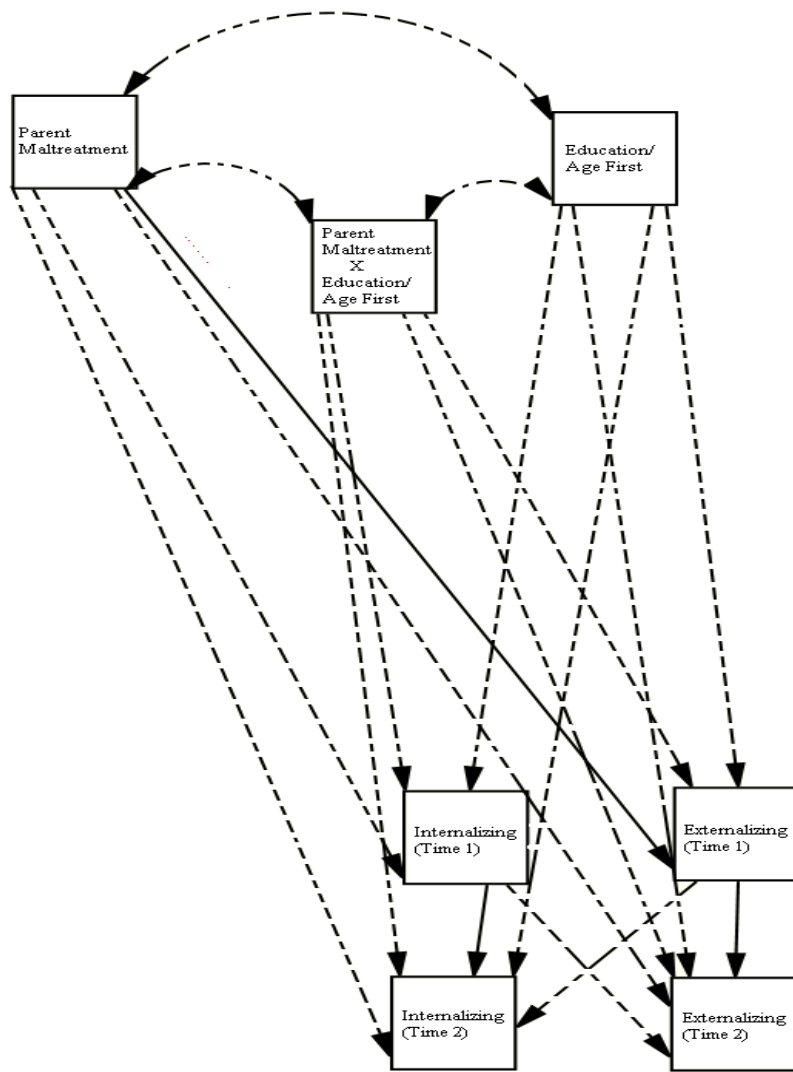 Parent
Maltreatment
Education/
Age First
Parent
Maltreatment
X
Education/
Age First
Internalizing
(Time 1)
Externalizing
(Time 1)
Internalizing
(Time 2)
Externalizing
(Time 2)